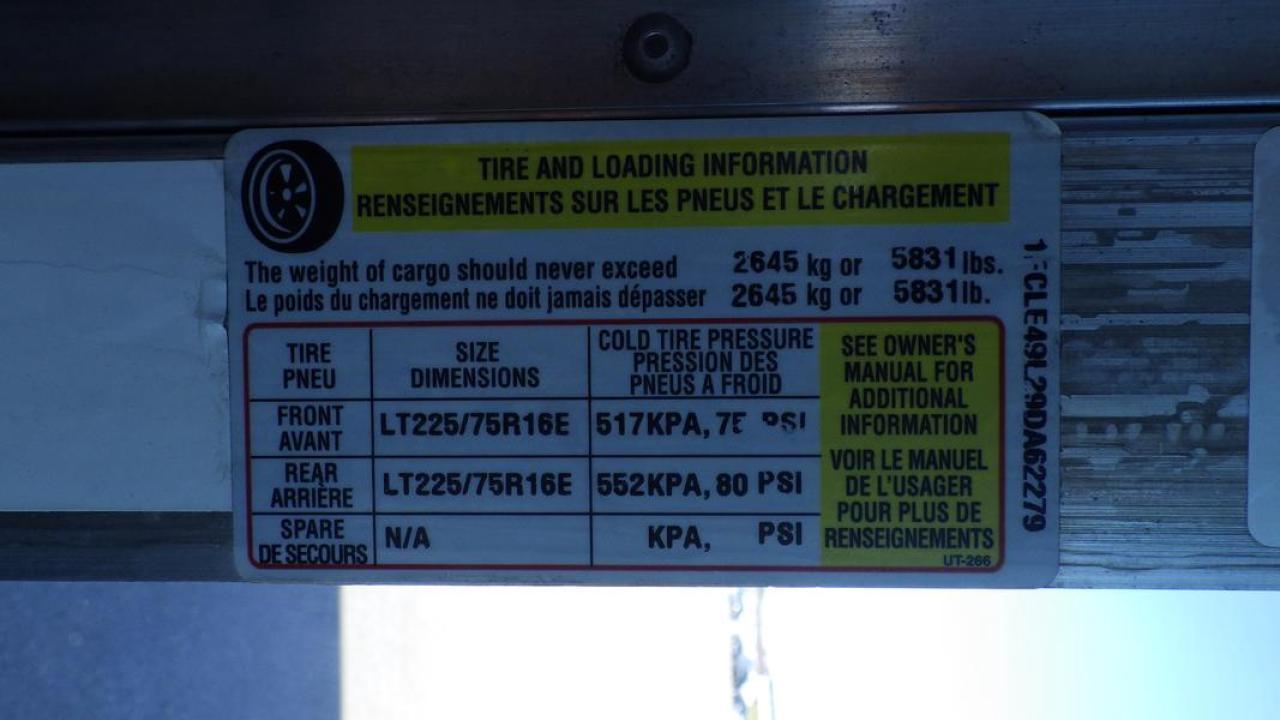 TIRE AND LOADING INFORMATION
RENSEIGNEMENTS SUR LES PNEUS ET LE CHARGEMENT
The weight of cargo should never exceed 2645 kg or 5831 lbs.
Le poids du chargement ne doit jamais dépasser 2645 kg or 5831 lb.
TIRE
PNEU
SIZE
DIMENSIONS
COLD TIRE PRESSURE
PRESSION DES
PNEUS A FROID
FRONT
AVANT
LT225/75R16E
517KPA, 75 PSI
REAR
ARRIÈRE
LT225/75R16E
552KPA, 80 PSI
SPARE
DE SECOURS
N/A
KPA, PSI
SEE OWNER'S
MANUAL FOR
ADDITIONAL
INFORMATION
VOIR LE MANUEL
DE L'USAGER
POUR PLUS DE
RENSEIGNEMENTS
UT-266